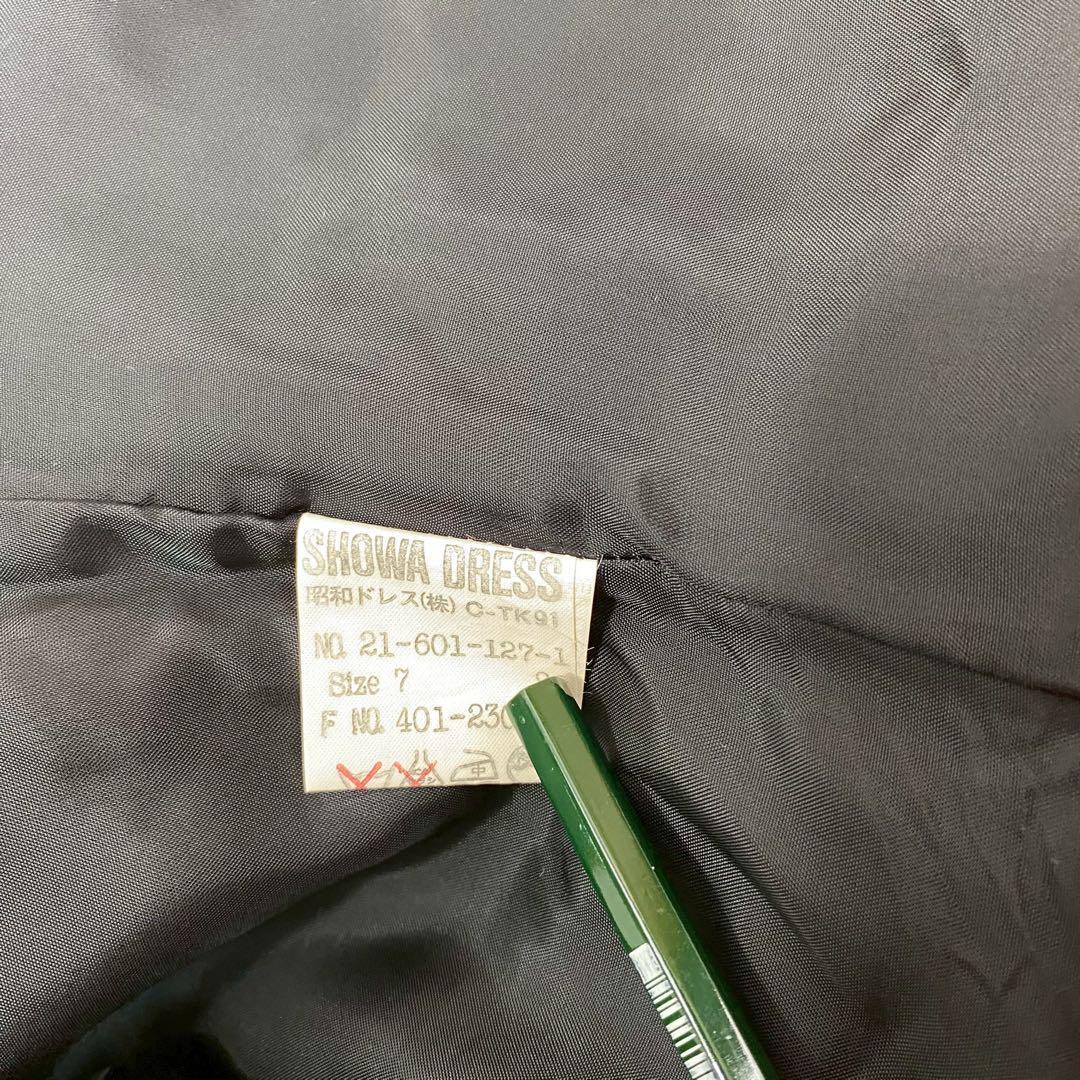 SHOWA DRESS
昭和ドレス(株) C-TK91
NO. 21-601-127-1
Size 7
F NO. 401-230
中